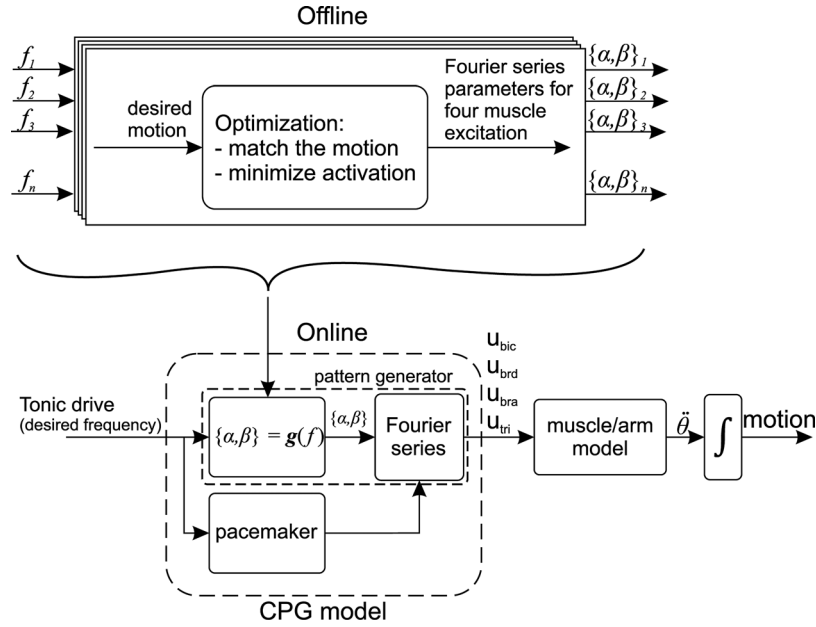 Offline
f1
f2
f3
fn
desired
motion
Optimization:
- match the motion
- minimize activation
Fourier series
parameters for
four muscle
excitation
{α,β}1
{α,β}2
{α,β}3
{α,β}n
Online
Tonic drive
(desired frequency)
pattern generator
{α,β} = g(f)
{α,β}
Fourier
series
pacemaker
CPG model
ubic
ubrd
ubra
utri
muscle/arm
model
θ̈
∫
motion